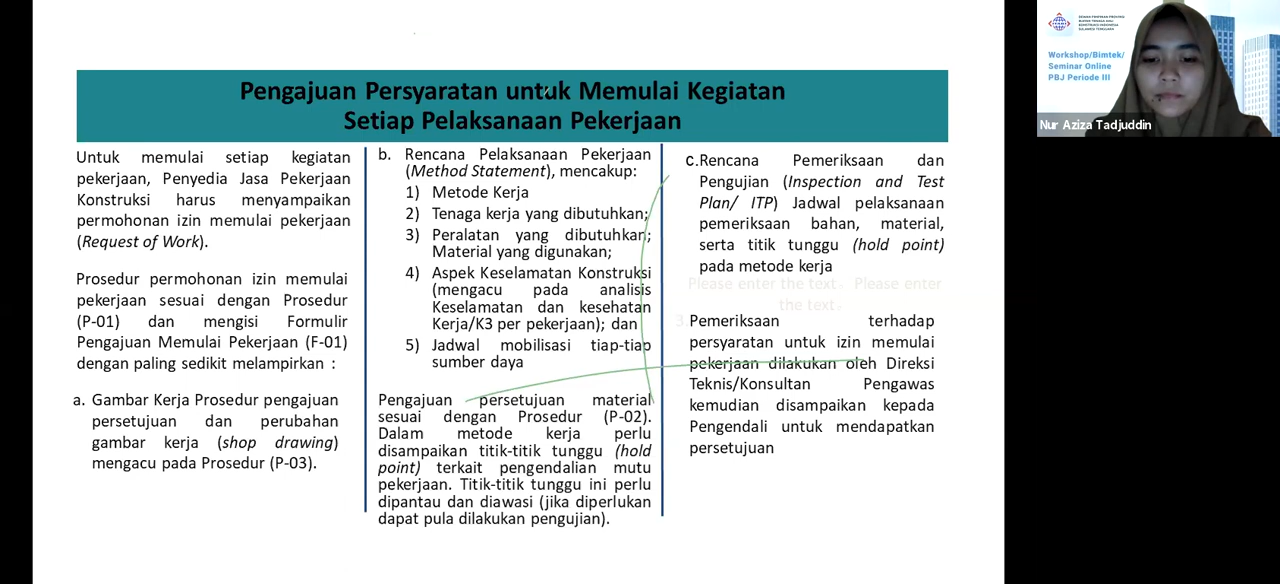 Pengajuan Persyaratan untuk Memulai Kegiatan
Setiap Pelaksanaan Pekerjaan
Untuk memulai setiap kegiatan
pekerjaan, Penyedia Jasa Pekerjaan
Konstruksi harus menyampaikan
permohonan izin memulai pekerjaan
(Request of Work).
Prosedur permohonan izin memulai
pekerjaan sesuai dengan Prosedur
(P-01) dan mengisi Formulir
Pengajuan Memulai Pekerjaan (F-01)
dengan paling sedikit melampirkan :
a. Gambar Kerja Prosedur pengajuan
persetujuan dan perubahan
gambar kerja (shop drawing)
mengacu pada Prosedur (P-03).
b. Rencana Pelaksanaan Pekerjaan
(Method Statement), mencakup:
1) Metode Kerja
2) Tenaga kerja yang dibutuhkan;
3) Peralatan yang dibutuhkan;
Material yang digunakan;
4) Aspek Keselamatan Konstruksi
(mengacu pada analisis
Keselamatan dan kesehatan
Kerja/K3 per pekerjaan); dan
5) Jadwal mobilisasi tiap-tiap
sumber daya
Pengajuan persetujuan material
sesuai dengan Prosedur (P-02).
Dalam metode kerja perlu
disampaikan titik-titik tunggu (hold
point) terkait pengendalian mutu
pekerjaan. Titik-titik tunggu ini perlu
dipantau dan diawasi (jika diperlukan
dapat pula dilakukan pengujian).
c.Rencana Pemeriksaan dan
Pengujian (Inspection and Test
Plan/ ITP) Jadwal pelaksanaan
pemeriksaan bahan, material,
serta titik tunggu (hold point)
pada metode kerja
Please enter the text. Please enter
the text.
3.
Pemeriksaan terhadap
persyaratan untuk izin memulai
pekerjaan dilakukan oleh Direksi
Teknis/Konsultan Pengawas
kemudian disampaikan kepada
Pengendali untuk mendapatkan
persetujuan
Workshop/Bimtek/
Seminar Online
PBJ Periode III
Nur Aziza Tadjuddin